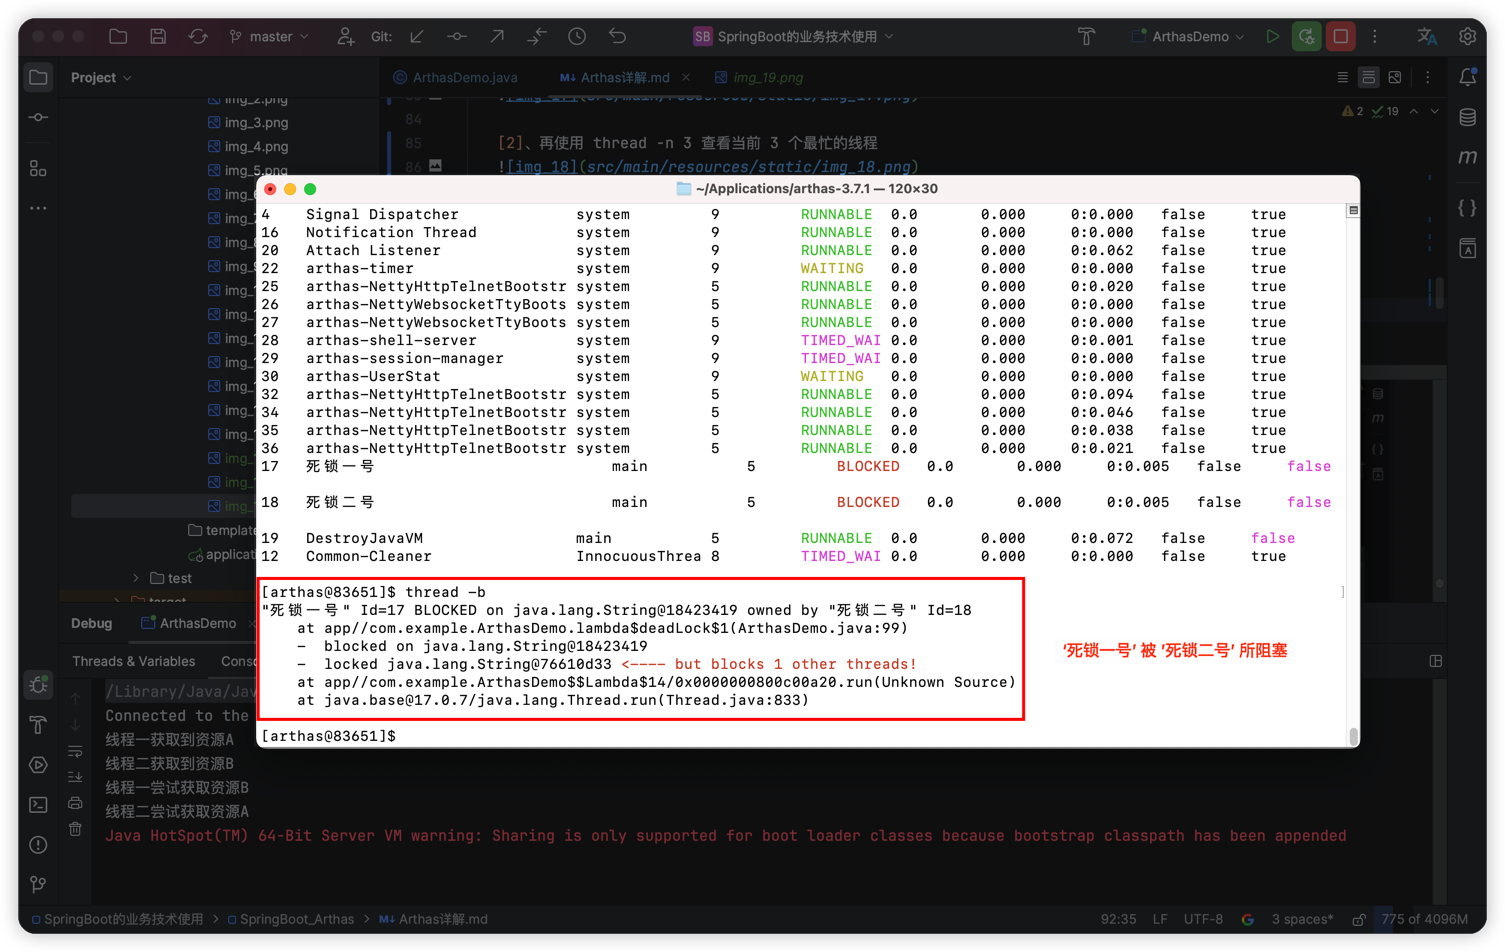 master
Git:
SB SpringBoot的业务技术使用
ArthasDemo
Project
ArthasDemo.java
M↓ Arthas详解.md
img_19.png
img_2.png
img_3.png
img_4.png
img_5.png
84
85 [2]、再使用 thread -n 3 查看当前 3 个最忙的线程
86 ![img_18](src/main/resources/static/img_18.png)
2 19
~/Applications/arthas-3.7.1 — 120×30
4 Signal Dispatcher system 9 RUNNABLE 0.0 0.000 0:0.000 false true
16 Notification Thread system 9 RUNNABLE 0.0 0.000 0:0.000 false true
20 Attach Listener system 9 RUNNABLE 0.0 0.000 0:0.062 false true
22 arthas-timer system 9 WAITING 0.0 0.000 0:0.000 false true
25 arthas-NettyHttpTelnetBootstr system 5 RUNNABLE 0.0 0.000 0:0.020 false true
26 arthas-NettyWebsocketTtyBoots system 5 RUNNABLE 0.0 0.000 0:0.000 false true
27 arthas-NettyWebsocketTtyBoots system 5 RUNNABLE 0.0 0.000 0:0.000 false true
28 arthas-shell-server system 9 TIMED_WAI 0.0 0.000 0:0.001 false true
29 arthas-session-manager system 9 TIMED_WAI 0.0 0.000 0:0.000 false true
30 arthas-UserStat system 9 WAITING 0.0 0.000 0:0.000 false true
32 arthas-NettyHttpTelnetBootstr system 5 RUNNABLE 0.0 0.000 0:0.094 false true
34 arthas-NettyHttpTelnetBootstr system 5 RUNNABLE 0.0 0.000 0:0.046 false true
35 arthas-NettyHttpTelnetBootstr system 5 RUNNABLE 0.0 0.000 0:0.038 false true
36 arthas-NettyHttpTelnetBootstr system 5 RUNNABLE 0.0 0.000 0:0.021 false true
17 死锁一号 main 5 BLOCKED 0.0 0.000 0:0.005 false false
18 死锁二号 main 5 BLOCKED 0.0 0.000 0:0.005 false false
19 DestroyJavaVM main 5 RUNNABLE 0.0 0.000 0:0.072 false false
12 Common-Cleaner InnocuousThrea 8 TIMED_WAI 0.0 0.000 0:0.000 false true
[arthas@83651]$ thread -b
"死锁一号" Id=17 BLOCKED on java.lang.String@18423419 owned by "死锁二号" Id=18
at app//com.example.ArthasDemo.lambda$deadLock$1(ArthasDemo.java:99)
- blocked on java.lang.String@18423419
- locked java.lang.String@76610d33 <---- but blocks 1 other threads!
at app//com.example.ArthasDemo$$Lambda$14/0x0000000800c00a20.run(Unknown Source)
at java.base@17.0.7/java.lang.Thread.run(Thread.java:833)
[arthas@83651]$
‘死锁一号’ 被 ‘死锁二号’ 所阻塞
template
applicati
test
Debug
ArthasDemo
Threads & Variables
Conso
/Library/Java/Jav
Connected to the
线程一获取到资源A
线程二获取到资源B
线程一尝试获取资源B
线程二尝试获取资源A
Java HotSpot(TM) 64-Bit Server VM warning: Sharing is only supported for boot loader classes because bootstrap classpath has been appended
SpringBoot的业务技术使用 > SpringBoot_Arthas > M↓ Arthas详解.md
92:35 LF UTF-8 3 spaces* 775 of 4096M